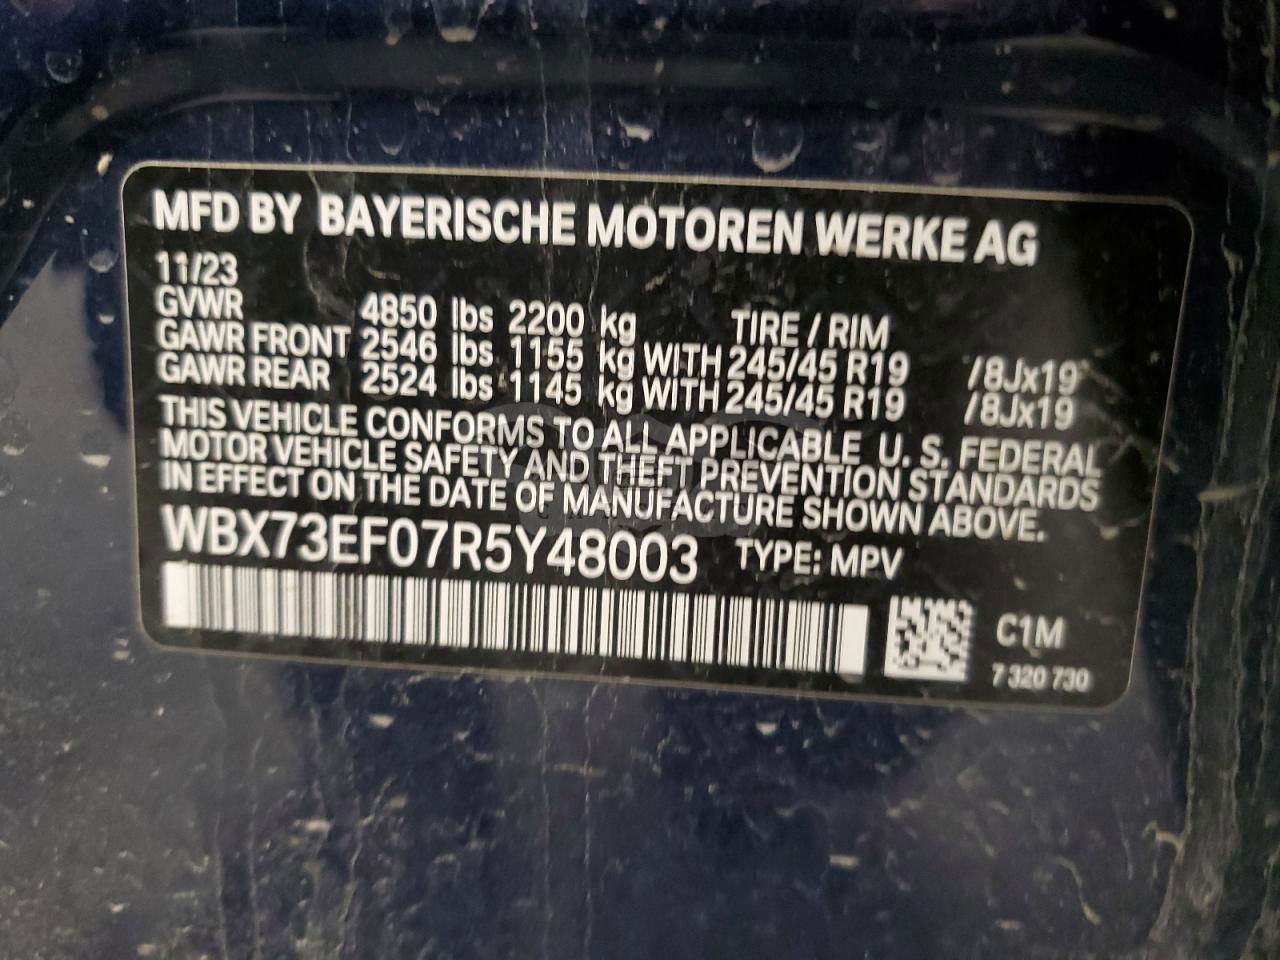 MFD BY BAYERISCHE MOTOREN WERKE AG
11/23
GVWR 4850 lbs 2200 kg TIRE / RIM
GAWR FRONT 2546 lbs 1155 kg WITH 245/45 R19 /8Jx19
GAWR REAR 2524 lbs 1145 kg WITH 245/45 R19 /8Jx19
THIS VEHICLE CONFORMS TO ALL APPLICABLE U. S. FEDERAL
MOTOR VEHICLE SAFETY AND THEFT PREVENTION STANDARDS
IN EFFECT ON THE DATE OF MANUFACTURE SHOWN ABOVE.
WBX73EF07R5Y48003 TYPE: MPV
C1M
7 320 730